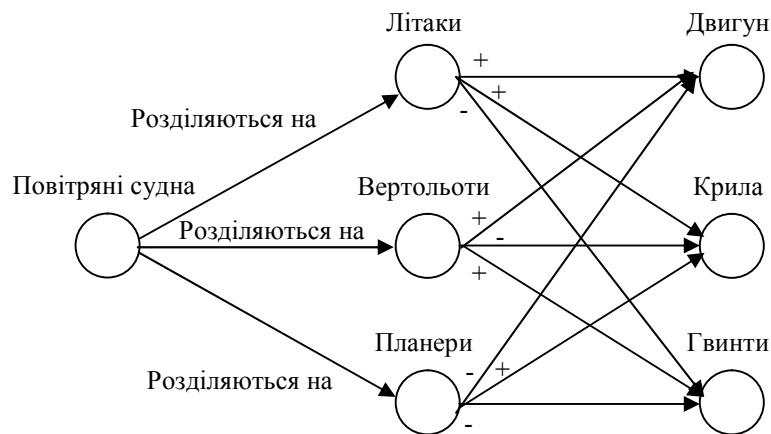 Літаки
Двигун
+
+
-
Розділяються на
Повітряні судна
Вертольоти
Крила
Розділяються на
+
-
+
Планери
Гвинти
Розділяються на
-
+
-